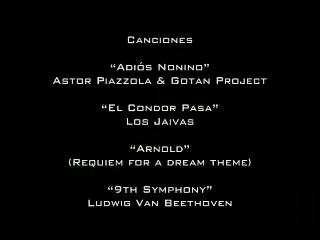 Canciones
“Adiós Nonino”
Astor Piazzola & Gotan Project
“El Condor Pasa”
Los Jaivas
“Arnold”
(Requiem for a dream theme)
“9th Symphony”
Ludwig Van Beethoven